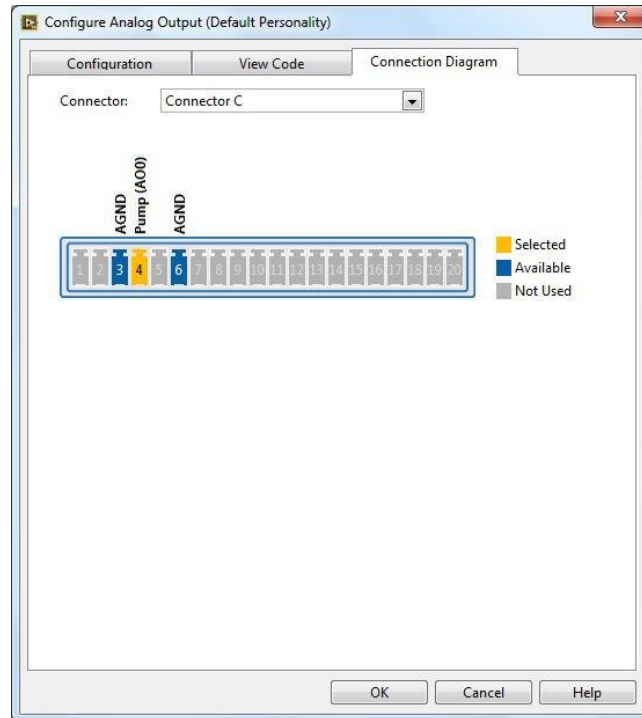 Configure Analog Output (Default Personality)
Configuration
View Code
Connection Diagram
Connector:
Connector C
AGND
Pump (AO0)
AGND
1 2 3 4 5 6 7 8 9 10 11 12 13 14 15 16 17 18 19 20
Selected
Available
Not Used
OK
Cancel
Help